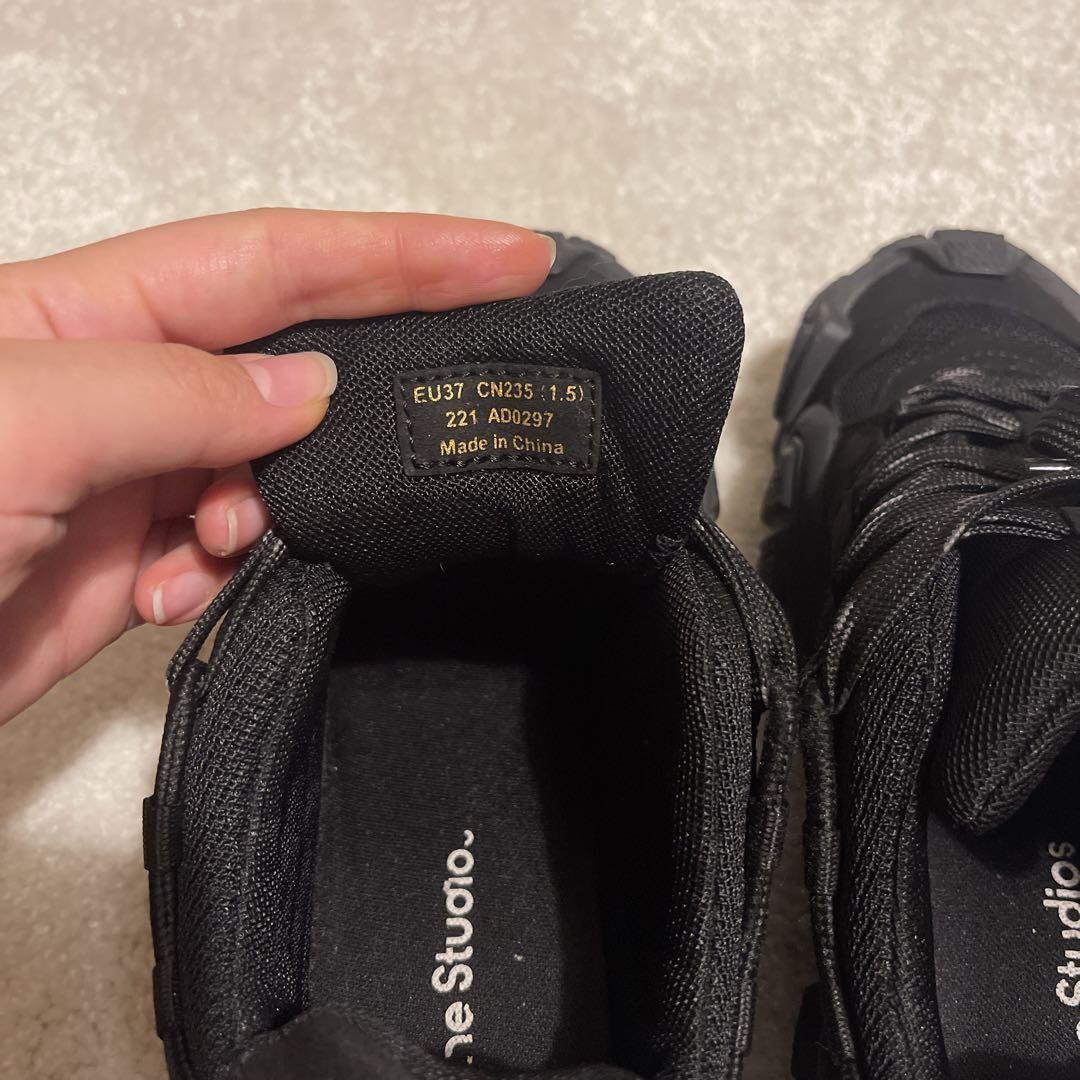 EU37 CN235 (1.5)
221 AD0297
Made in China
ne Studio
Studios